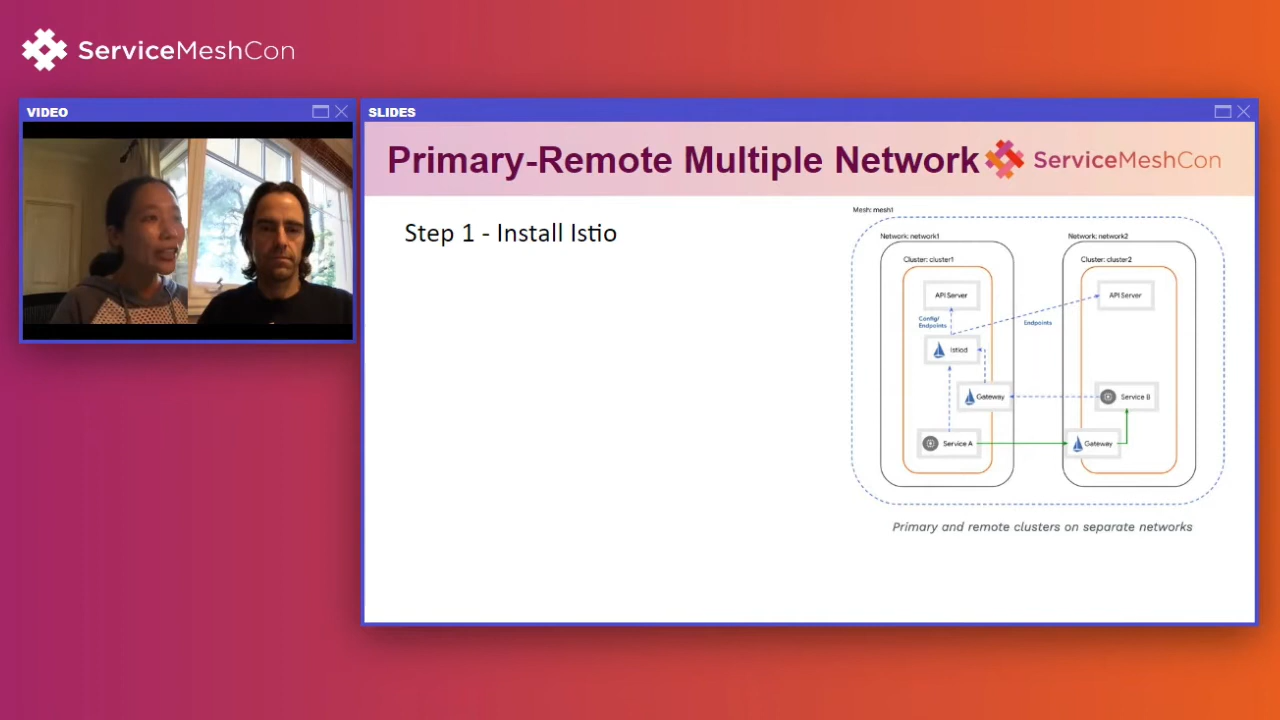 ServiceMeshCon
VIDEO
SLIDES
Primary-Remote Multiple Network
ServiceMeshCon
Step 1 - Install Istio
Mesh: mesh1
Network: network1
Network: network2
Cluster: cluster1
Cluster: cluster2
API Server
API Server
Config/
Endpoints
Endpoints
Istiod
Gateway
Service B
Service A
Gateway
Primary and remote clusters on separate networks